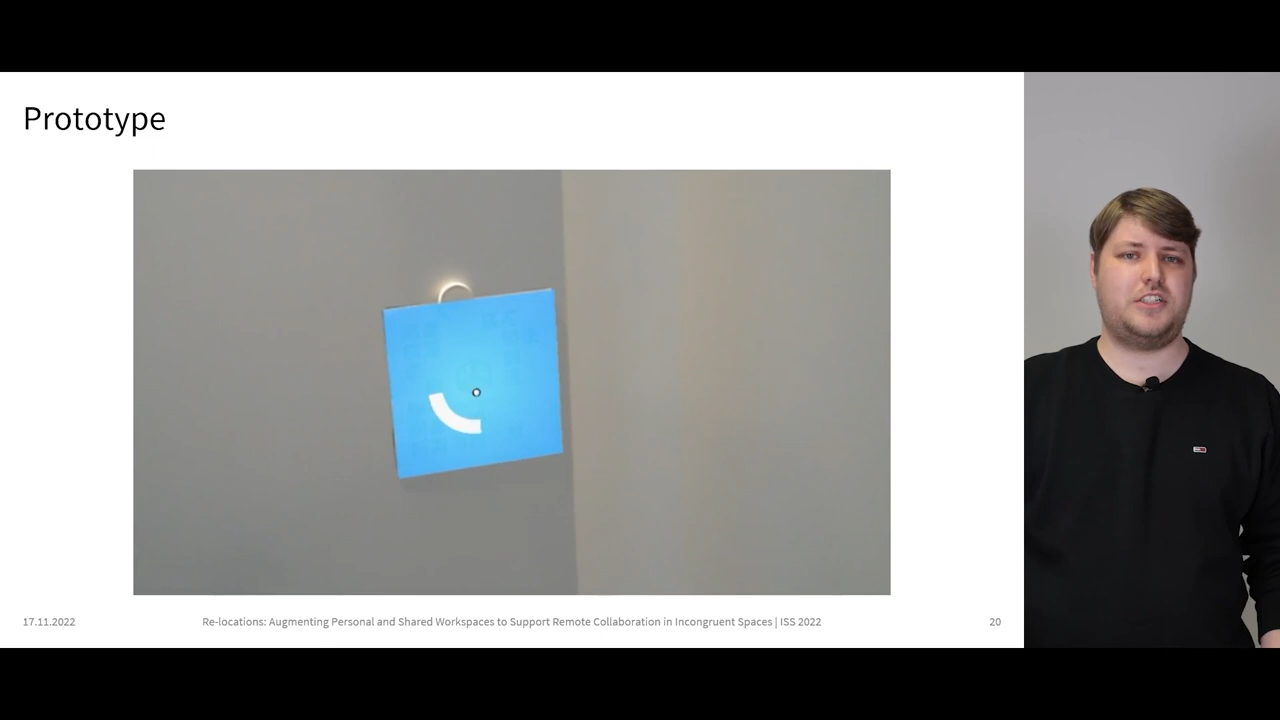 Prototype
17.11.2022
Re-locations: Augmenting Personal and Shared Workspaces to Support Remote Collaboration in Incongruent Spaces | ISS 2022
20